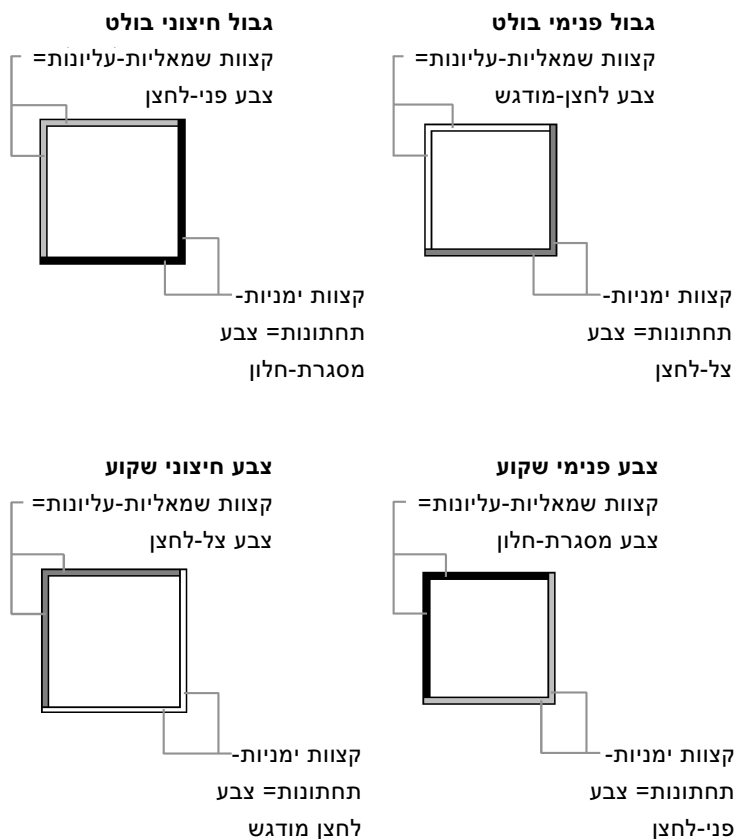 גבול פנימי בולט
קצוות שמאליות-עליונות=
צבע לחצן-מודגש
קצוות ימניות-
תחתונות= צבע
צל-לחצן
גבול חיצוני בולט
קצוות שמאליות-עליונות=
צבע פני-לחצן
קצוות ימניות-
תחתונות= צבע
מסגרת-חלון
צבע פנימי שקוע
קצוות שמאליות-עליונות=
צבע מסגרת-חלון
קצוות ימניות-
תחתונות= צבע
פני-לחצן
צבע חיצוני שקוע
קצוות שמאליות-עליונות=
צבע צל-לחצן
קצוות ימניות-
תחתונות= צבע
לחצן מודגש